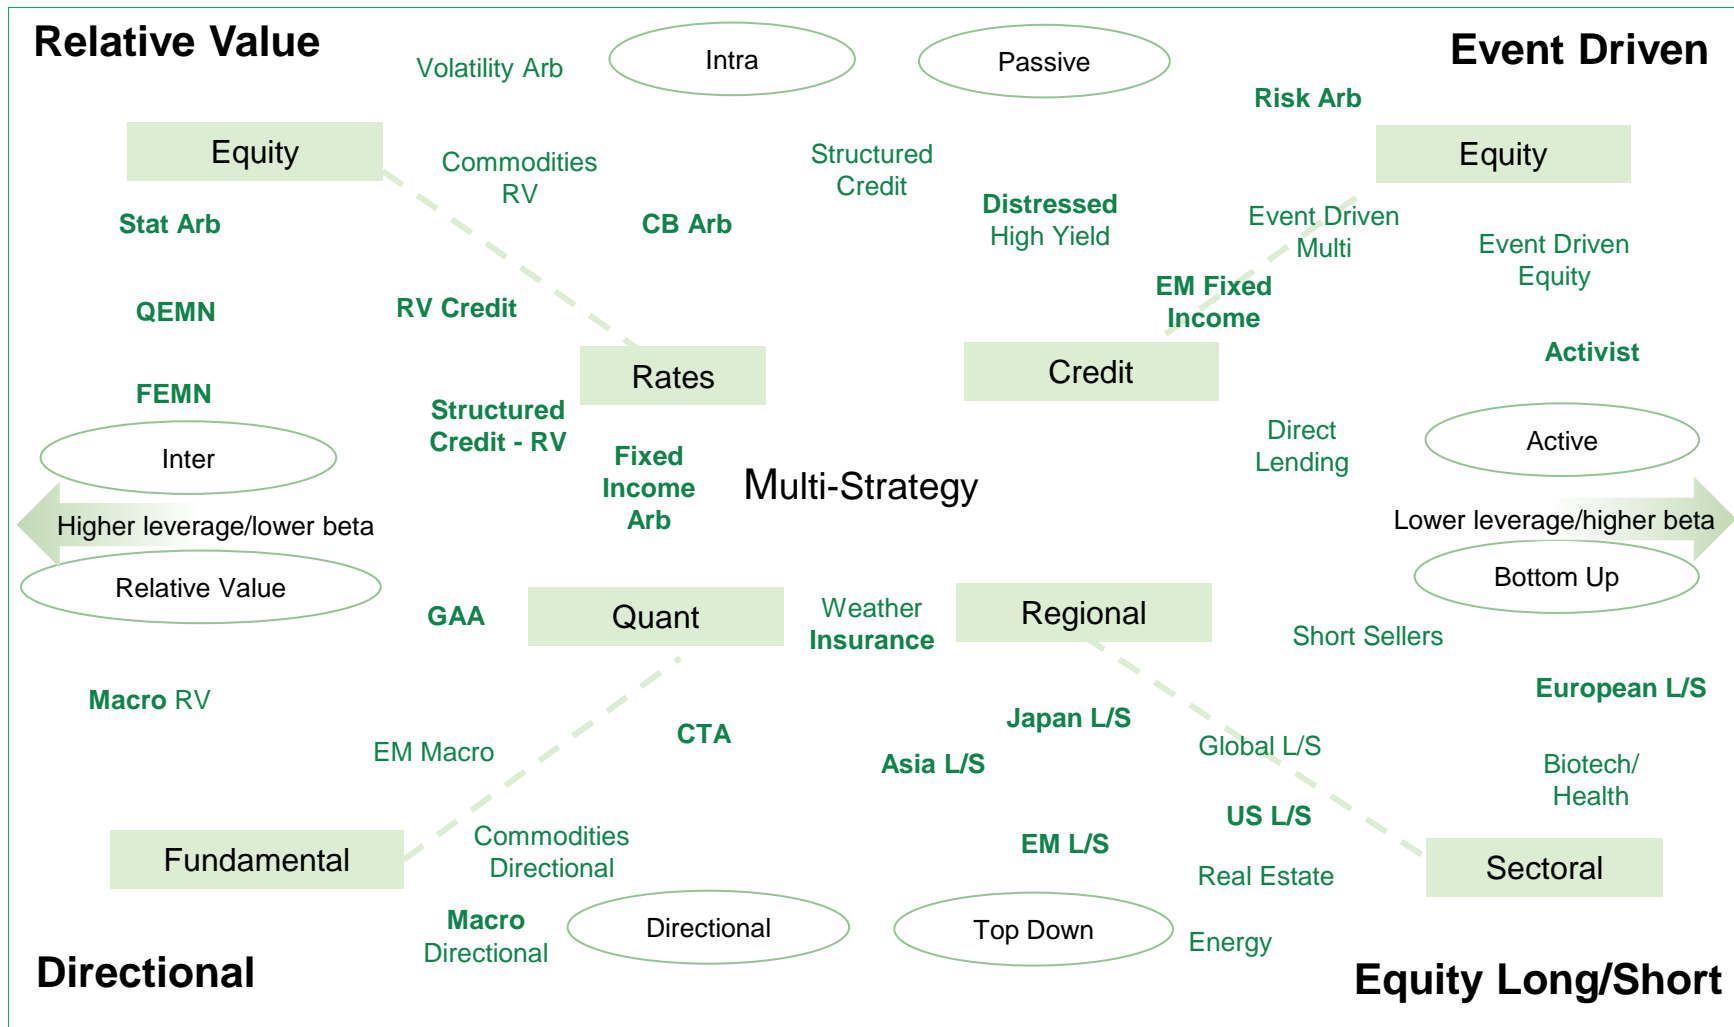 Relative Value
Event Driven
Volatility Arb
Intra
Passive
Risk Arb
Equity
Commodities
RV
Structured
Credit
Equity
Stat Arb
CB Arb
Distressed
High Yield
Event Driven
Multi
Event Driven
Equity
QEMN
RV Credit
EM Fixed
Income
Activist
Rates
Credit
FEMN
Structured
Credit - RV
Direct
Lending
Active
Inter
Fixed
Income
Arb
Multi-Strategy
Higher leverage/lower beta
Lower leverage/higher beta
Relative Value
Bottom Up
GAA
Quant
Weather
Insurance
Regional
Short Sellers
Macro RV
European L/S
EM Macro
CTA
Japan L/S
Asia L/S
Global L/S
Biotech/
Health
US L/S
Fundamental
Commodities
Directional
EM L/S
Real Estate
Sectoral
Macro
Directional
Directional
Top Down
Energy
Directional
Equity Long/Short